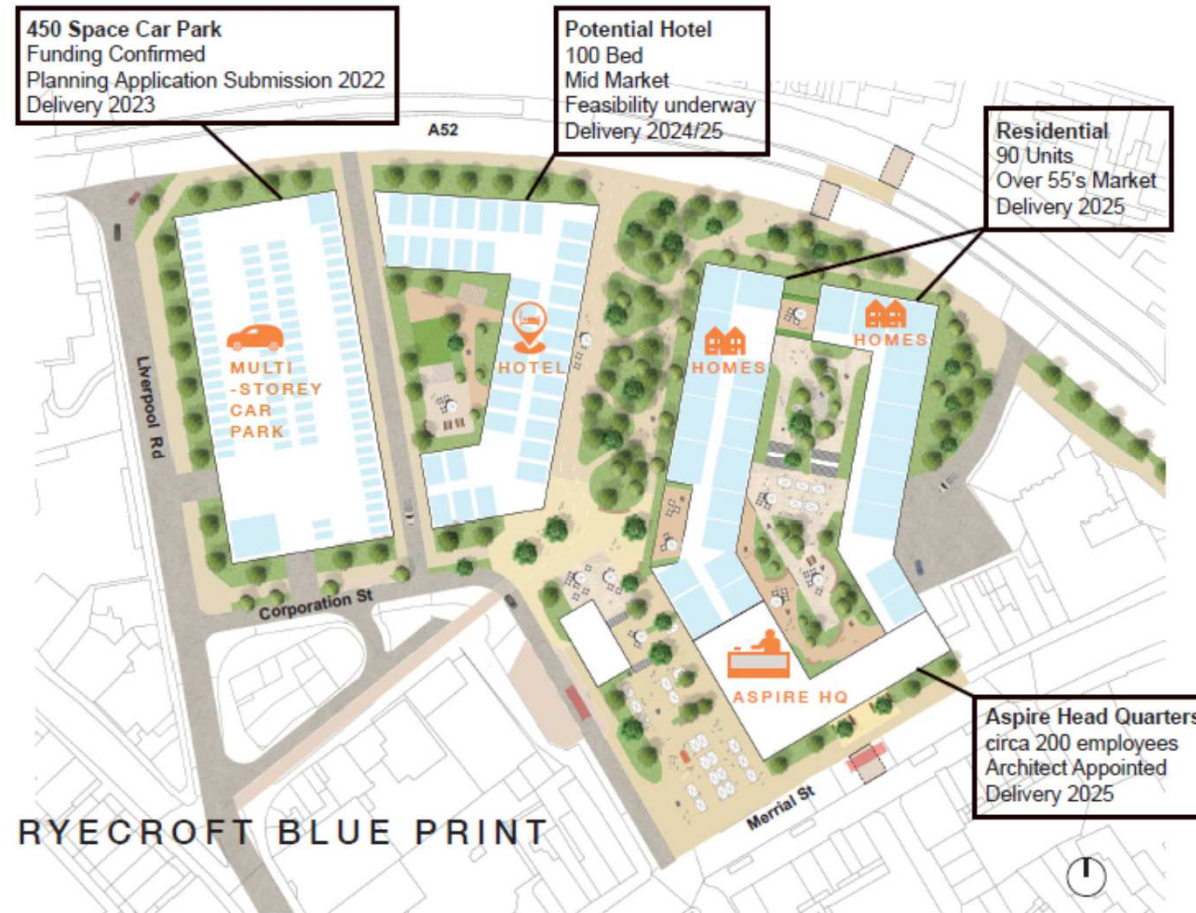 450 Space Car Park
Funding Confirmed
Planning Application Submission 2022
Delivery 2023
Potential Hotel
100 Bed
Mid Market
Feasibility underway
Delivery 2024/25
Residential
90 Units
Over 55's Market
Delivery 2025
A52
Liverpool Rd
MULTI
-STOREY
CAR
PARK
HOTEL
HOMES
HOMES
Corporation St
ASPIRE HQ
Merrial St
Aspire Head Quarters
circa 200 employees
Architect Appointed
Delivery 2025
RYECROFT BLUE PRINT